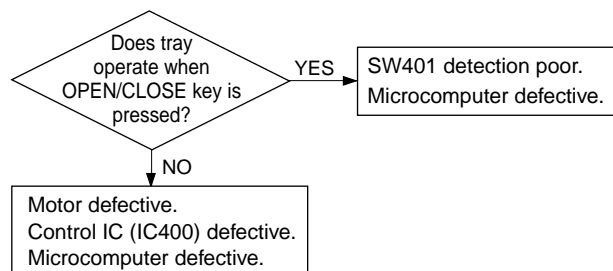 Does tray
operate when
OPEN/CLOSE key is
pressed?
YES
SW401 detection poor.
Microcomputer defective.
NO
Motor defective.
Control IC (IC400) defective.
Microcomputer defective.